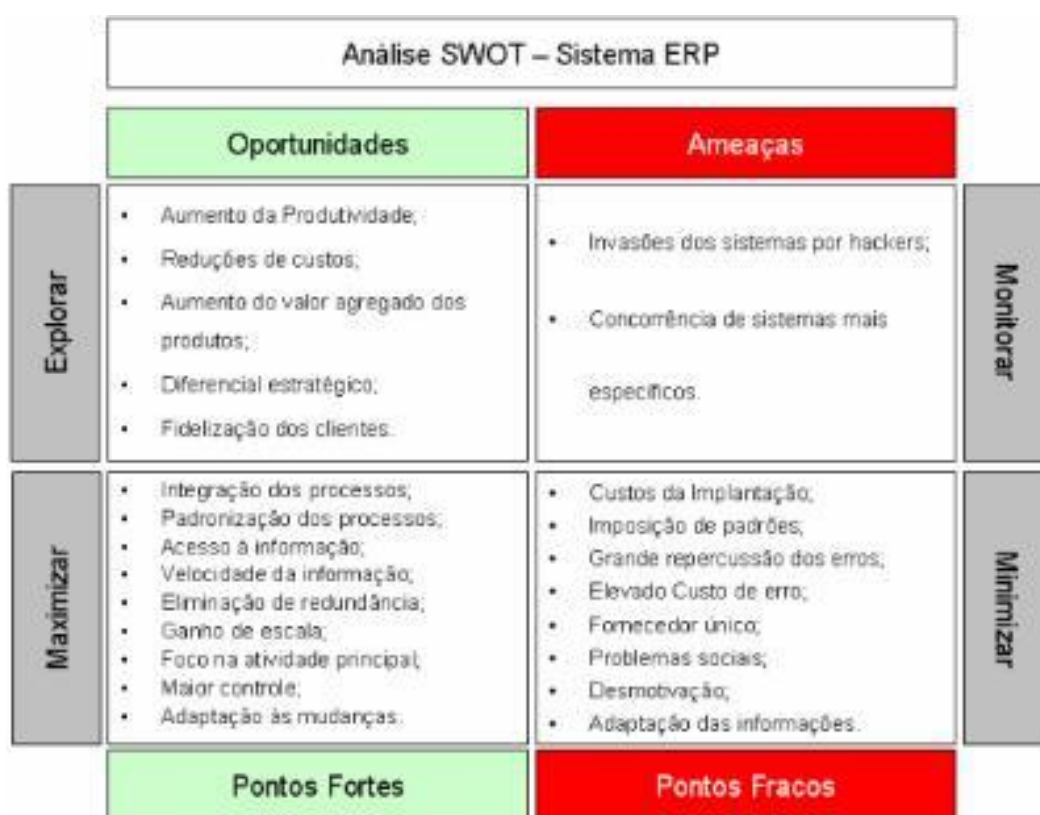 Análise SWOT – Sistema ERP
Oportunidades
Ameaças
Explorar
• Aumento da Produtividade;
• Reduções de custos;
• Aumento do valor agregado dos
produtos;
• Diferencial estratégico;
• Fidelização dos clientes.
• Invasões dos sistemas por hackers;
• Concorrência de sistemas mais
específicos.
Monitorar
Maximizar
• Integração dos processos;
• Padronização dos processos;
• Acesso à informação;
• Velocidade da informação;
• Eliminação de redundância;
• Ganho de escala;
• Foco na atividade principal;
• Maior controle;
• Adaptação às mudanças.
• Custos da Implantação;
• Imposição de padrões;
• Grande repercussão dos erros;
• Elevado Custo de erro;
• Fornecedor único;
• Problemas sociais;
• Desmotivação;
• Adaptação das informações.
Minimizar
Pontos Fortes
Pontos Fracos